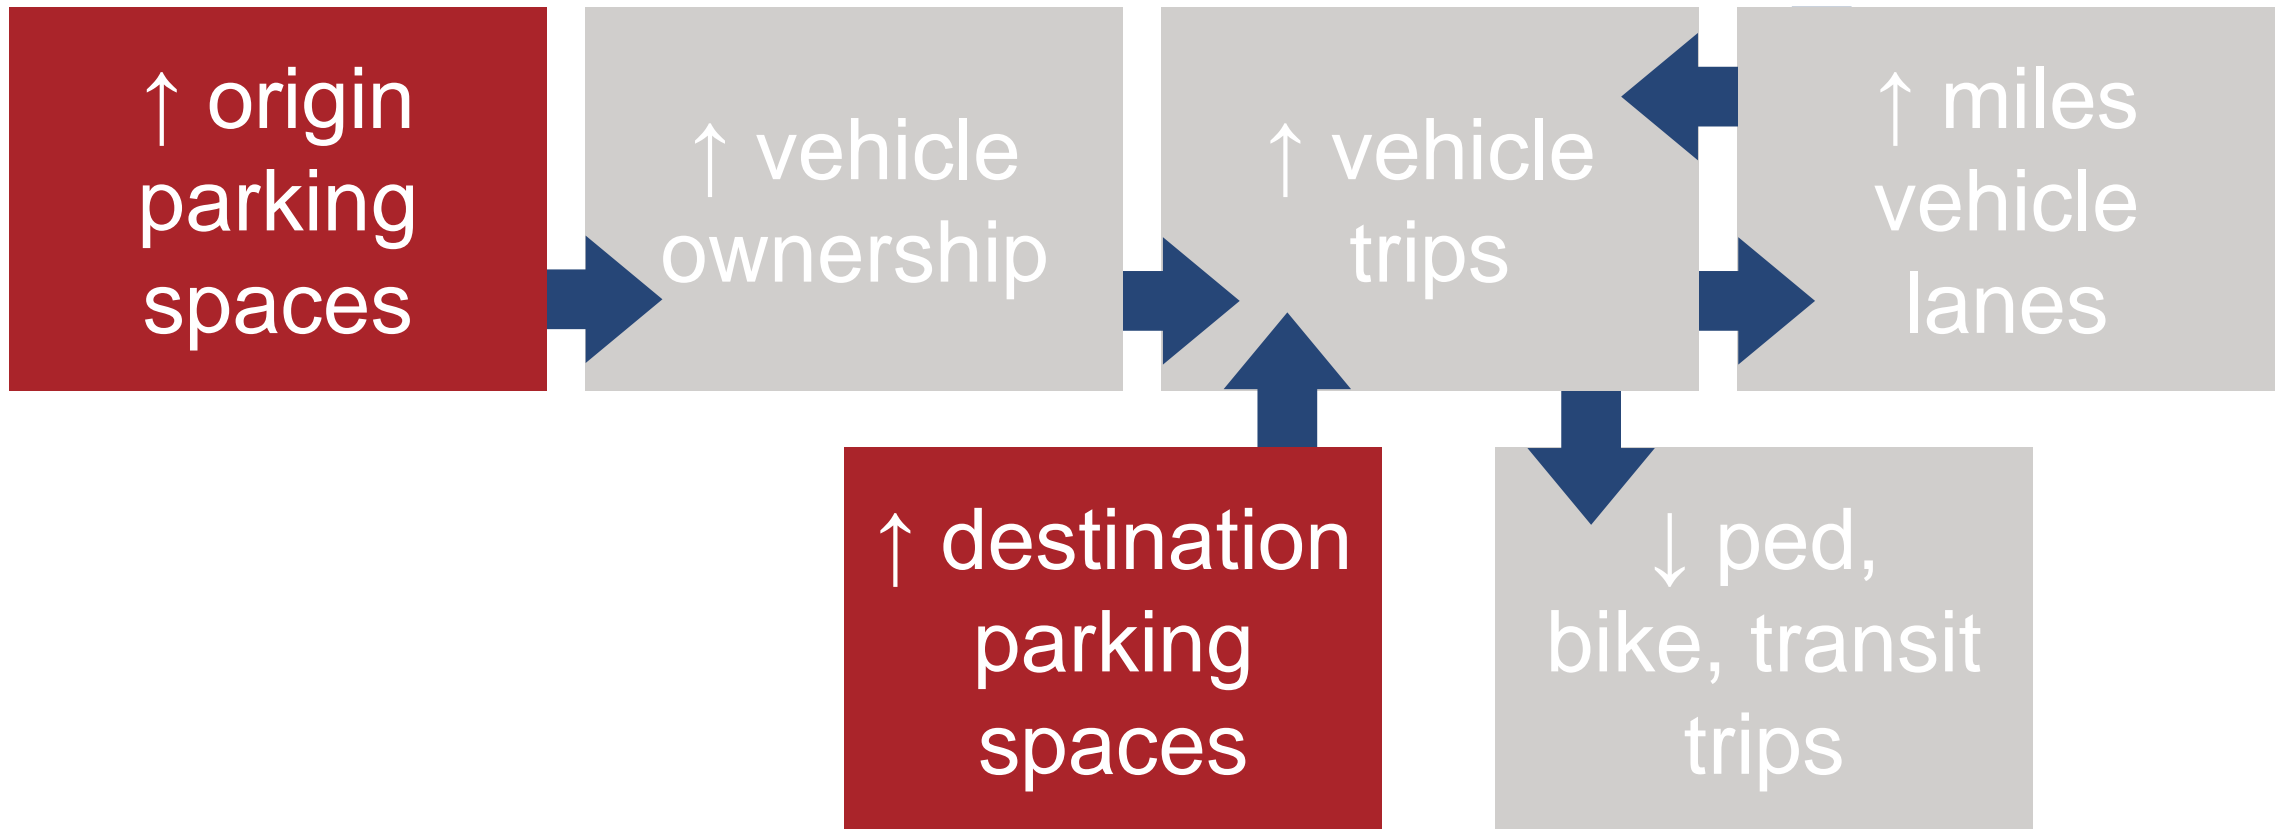 ↑ origin
parking
spaces
↑ vehicle
ownership
↑ vehicle
trips
↑ miles
vehicle
lanes
↑ destination
parking
spaces
↓ ped,
bike, transit
trips